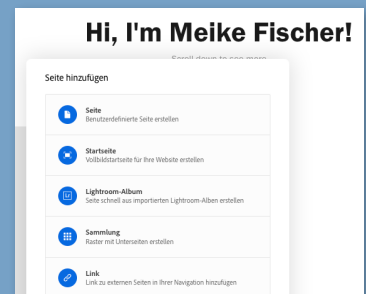 Hi, I'm Meike Fischer!
Scroll down to see more
Seite hinzufügen
Seite
Benutzerdefinierte Seite erstellen
Startseite
Vollbildstartseite für Ihre Website erstellen
Lightroom-Album
Seite schnell aus importierten Lightroom-Alben erstellen
Sammlung
Raster mit Unterseiten erstellen
Link
Link zu externen Seiten in Ihrer Navigation hinzufügen